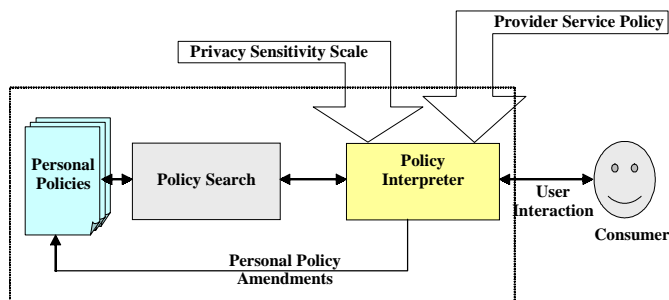 Provider Service Policy
Privacy Sensitivity Scale
Personal
Policies
Policy Search
Policy
Interpreter
User
Interaction
Consumer
Personal Policy
Amendments